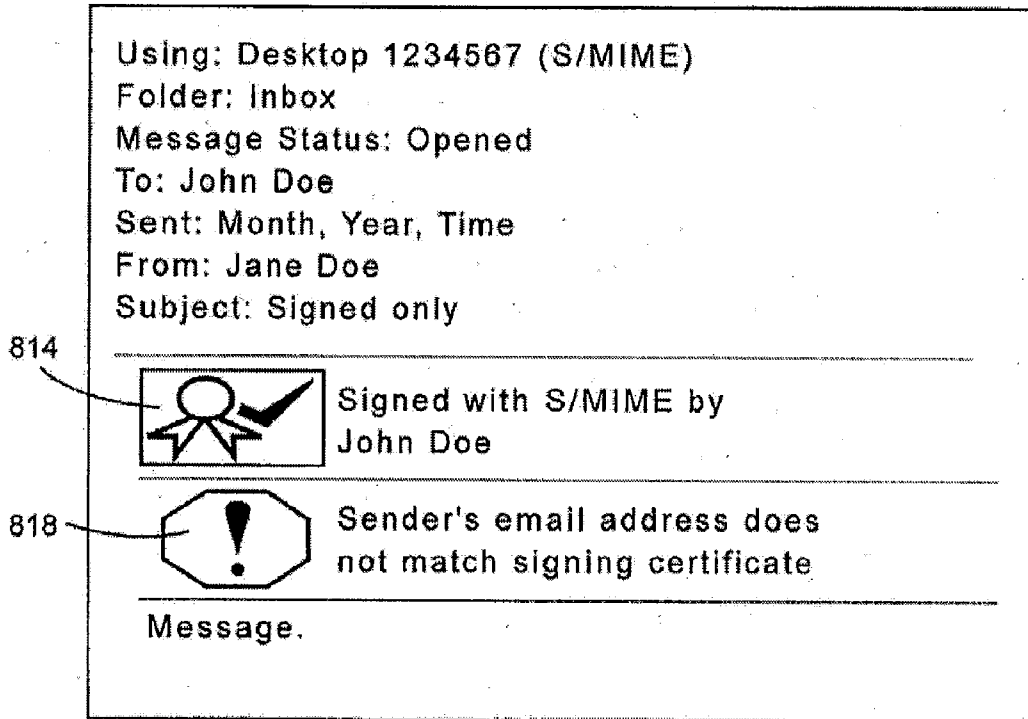 Using: Desktop 1234567 (S/MIME)
Folder: Inbox
Message Status: Opened
To: John Doe
Sent: Month, Year, Time
From: Jane Doe
Subject: Signed only
814
Signed with S/MIME by
John Doe
818
!
Sender's email address does
not match signing certificate
Message.